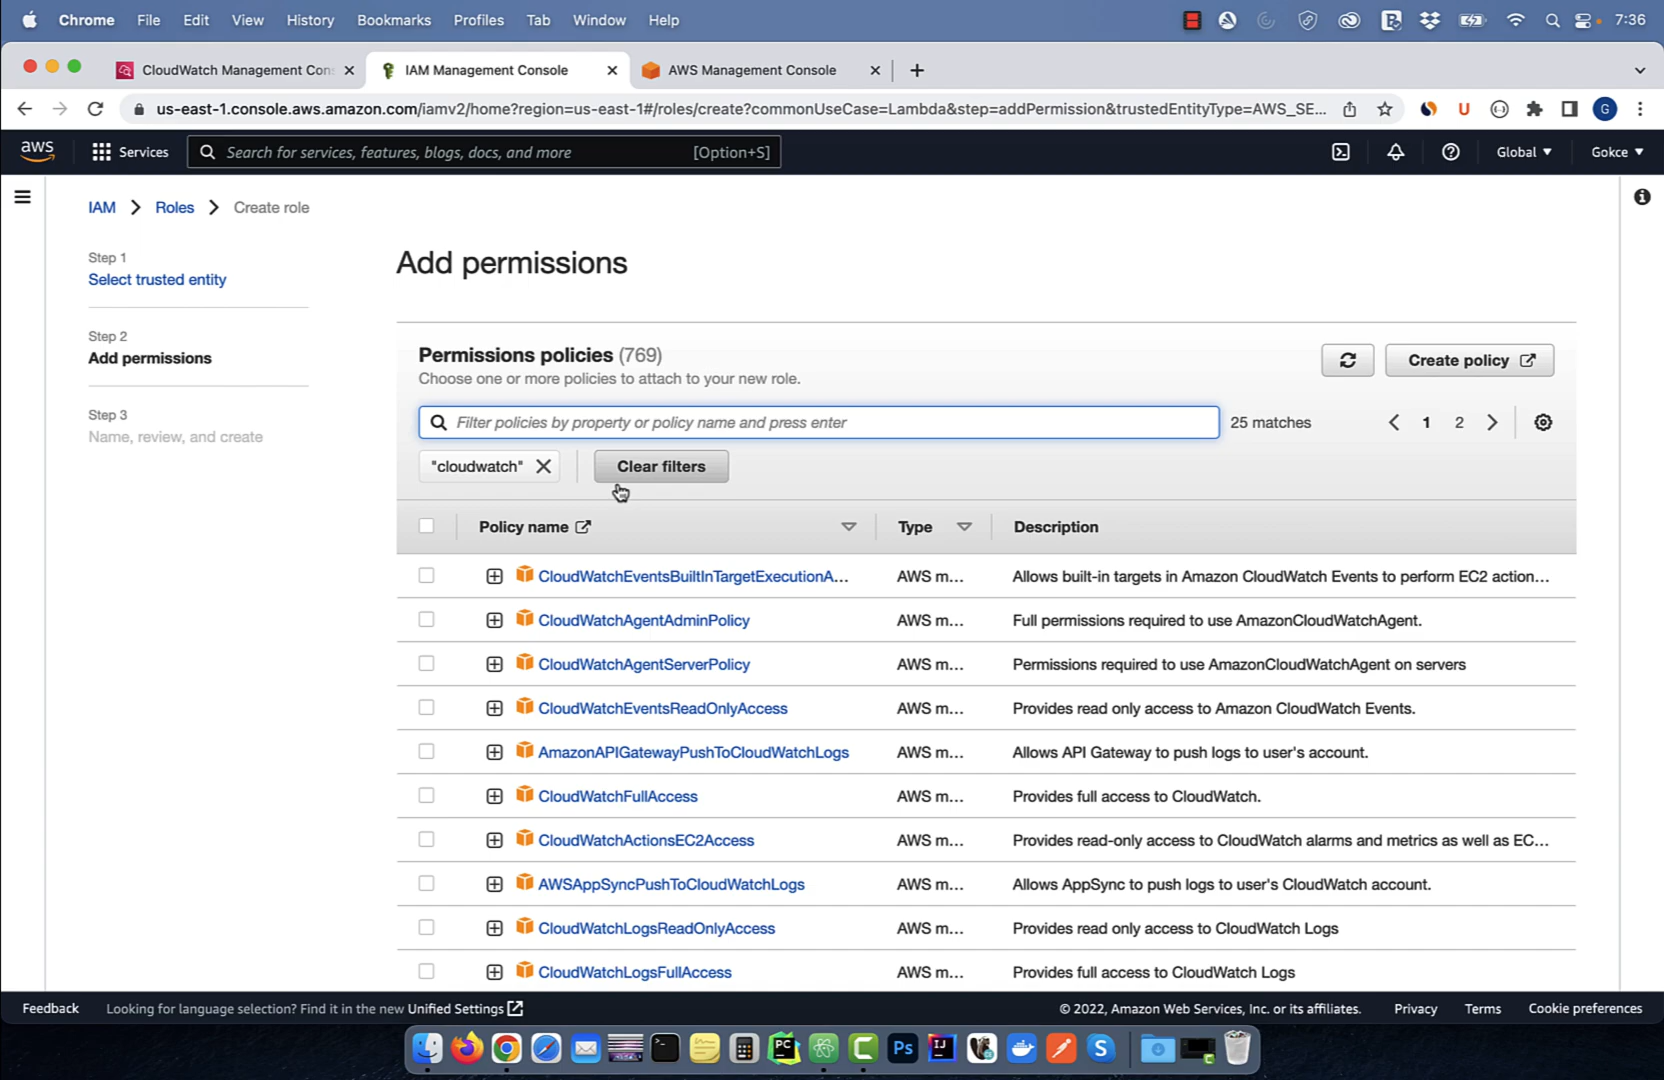 Chrome File Edit View History Bookmarks Profiles Tab Window Help 7:36
CloudWatch Management Con IAM Management Console AWS Management Console
us-east-1.console.aws.amazon.com/iamv2/home?region=us-east-1#/roles/create?commonUseCase=Lambda&step=addPermission&trustedEntityType=AWS_SE...
aws Services Search for services, features, blogs, docs, and more [Option+S] Global Gokce
IAM Roles Create role
Step 1
Select trusted entity
Step 2
Add permissions
Step 3
Name, review, and create
Add permissions
Permissions policies (769)
Choose one or more policies to attach to your new role.
Create policy
Filter policies by property or policy name and press enter 25 matches 1 2
"cloudwatch" Clear filters
Policy name Type Description
CloudWatchEventsBuiltInTargetExecutionA... AWS m... Allows built-in targets in Amazon CloudWatch Events to perform EC2 action...
CloudWatchAgentAdminPolicy AWS m... Full permissions required to use AmazonCloudWatchAgent.
CloudWatchAgentServerPolicy AWS m... Permissions required to use AmazonCloudWatchAgent on servers
CloudWatchEventsReadOnlyAccess AWS m... Provides read only access to Amazon CloudWatch Events.
AmazonAPIGatewayPushToCloudWatchLogs AWS m... Allows API Gateway to push logs to user's account.
CloudWatchFullAccess AWS m... Provides full access to CloudWatch.
CloudWatchActionsEC2Access AWS m... Provides read-only access to CloudWatch alarms and metrics as well as EC...
AWSAppSyncPushToCloudWatchLogs AWS m... Allows AppSync to push logs to user's CloudWatch account.
CloudWatchLogsReadOnlyAccess AWS m... Provides read only access to CloudWatch Logs
CloudWatchLogsFullAccess AWS m... Provides full access to CloudWatch Logs
Feedback Looking for language selection? Find it in the new Unified Settings © 2022, Amazon Web Services, Inc. or its affiliates. Privacy Terms Cookie preferences
PC C Ps IJ S